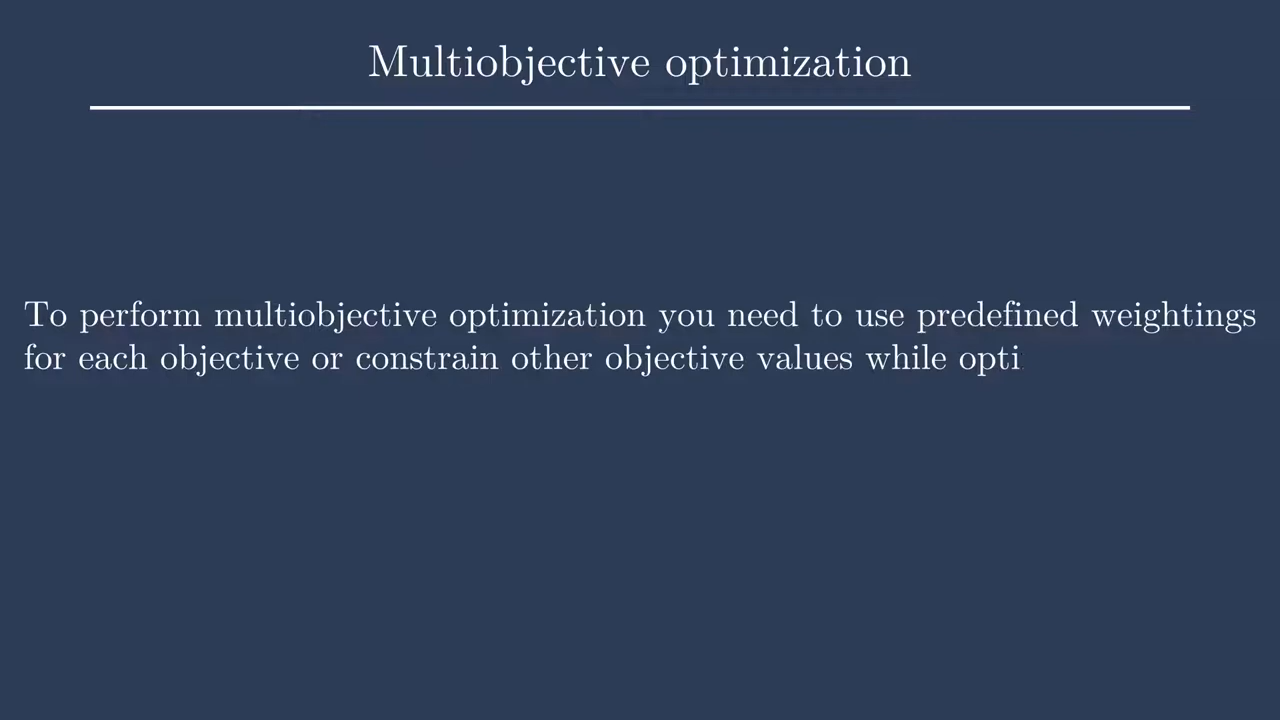 Multiobjective optimization
To perform multiobjective optimization you need to use predefined weightings
for each objective or constrain other objective values while opti